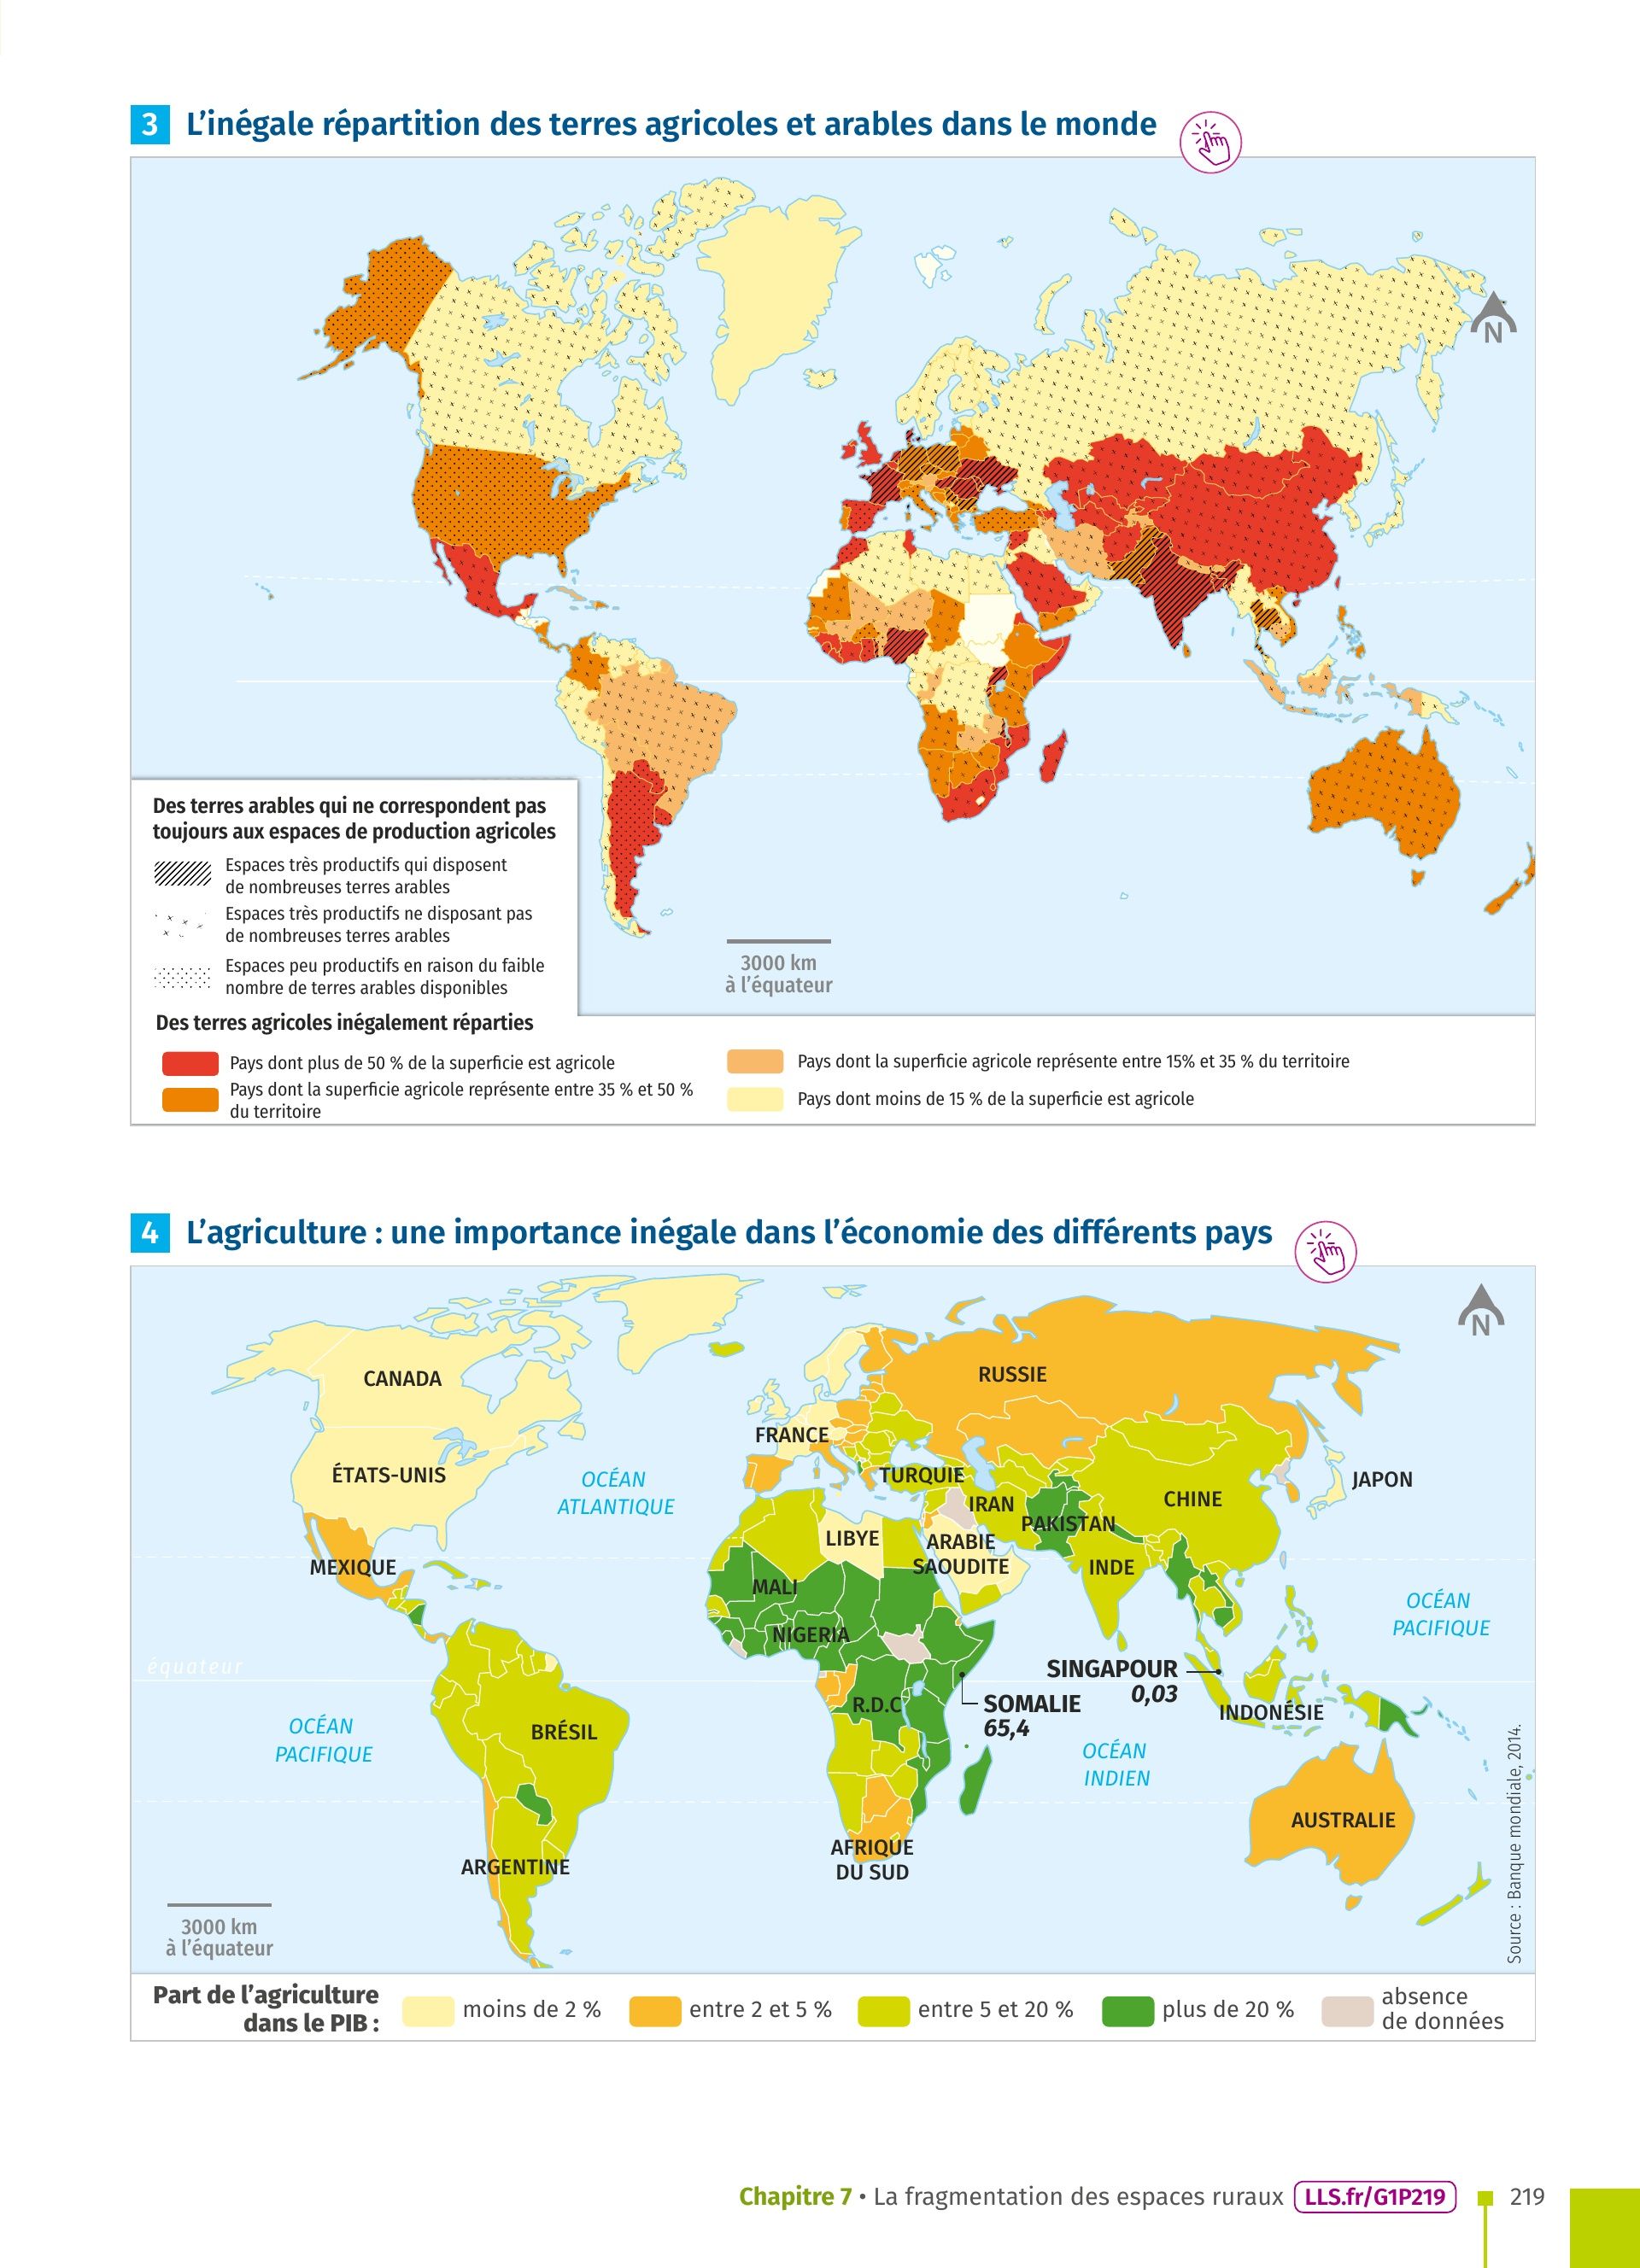 3 L’inégale répartition des terres agricoles et arables dans le monde
N
Des terres arables qui ne correspondent pas
toujours aux espaces de production agricoles
Espaces très productifs qui disposent
de nombreuses terres arables
Espaces très productifs ne disposant pas
de nombreuses terres arables
Espaces peu productifs en raison du faible
nombre de terres arables disponibles
3000 km
à l’équateur
Des terres agricoles inégalement réparties
Pays dont plus de 50 % de la superficie est agricole
Pays dont la superficie agricole représente entre 35 % et 50 %
du territoire
Pays dont la superficie agricole représente entre 15% et 35 % du territoire
Pays dont moins de 15 % de la superficie est agricole
4 L’agriculture : une importance inégale dans l’économie des différents pays
N
CANADA
RUSSIE
FRANCE
ÉTATS-UNIS
OCÉAN
ATLANTIQUE
TURQUIE
IRAN
CHINE
JAPON
PAKISTAN
LIBYE
ARABIE
SAOUDITE
MEXIQUE
INDE
MALI
OCÉAN
PACIFIQUE
NIGERIA
équateur
SINGAPOUR
0,03
R.D.C
SOMALIE
65,4
INDONÉSIE
OCÉAN
PACIFIQUE
BRÉSIL
OCÉAN
INDIEN
AUSTRALIE
AFRIQUE
DU SUD
ARGENTINE
3000 km
à l’équateur
Source : Banque mondiale, 2014.
Part de l’agriculture
dans le PIB :
moins de 2 %
entre 2 et 5 %
entre 5 et 20 %
plus de 20 %
absence
de données
Chapitre 7 • La fragmentation des espaces ruraux LLS.fr/G1P219 219